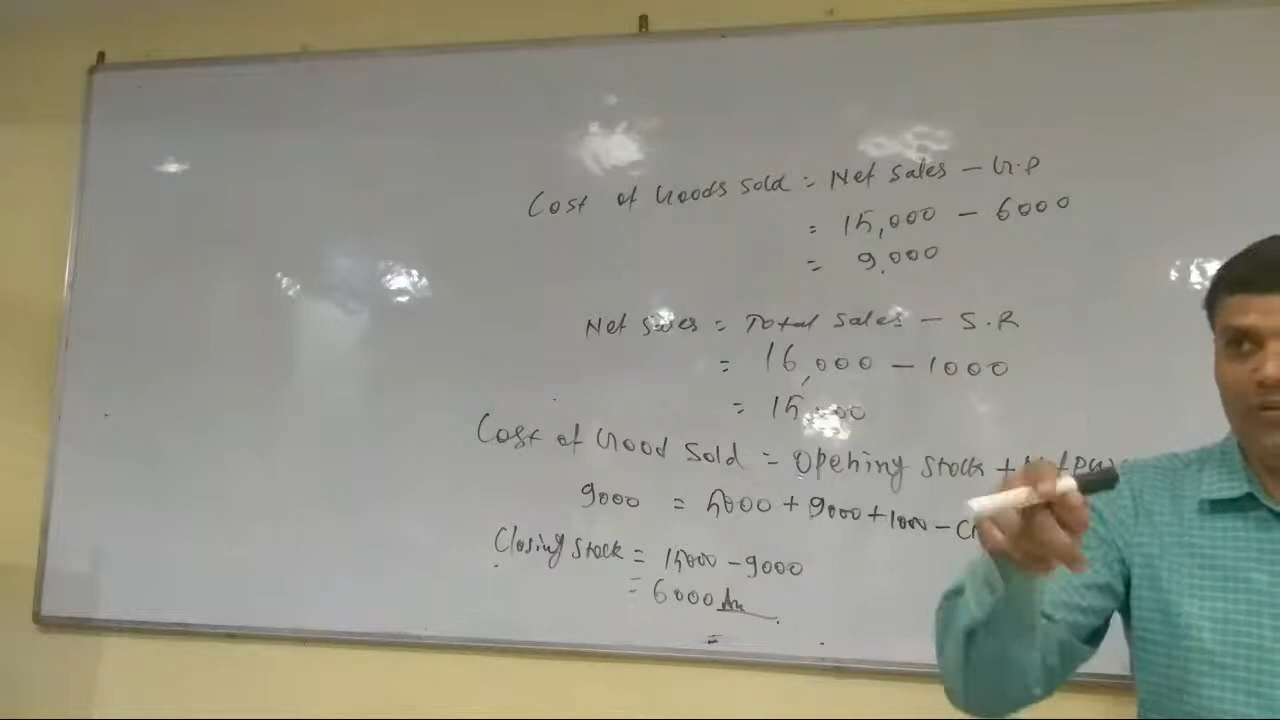 Cost of Goods Sold = Net Sales - G.P
= 15,000 - 6000
= 9,000
Net Sales = Total Sales - S.R
= 16,000 - 1000
= 15,000
Cost of Good Sold = Opening Stock +
9000 = 5000 + 9000 + 1000 -
Closing Stock = 15000 - 9000
= 6000 An
=